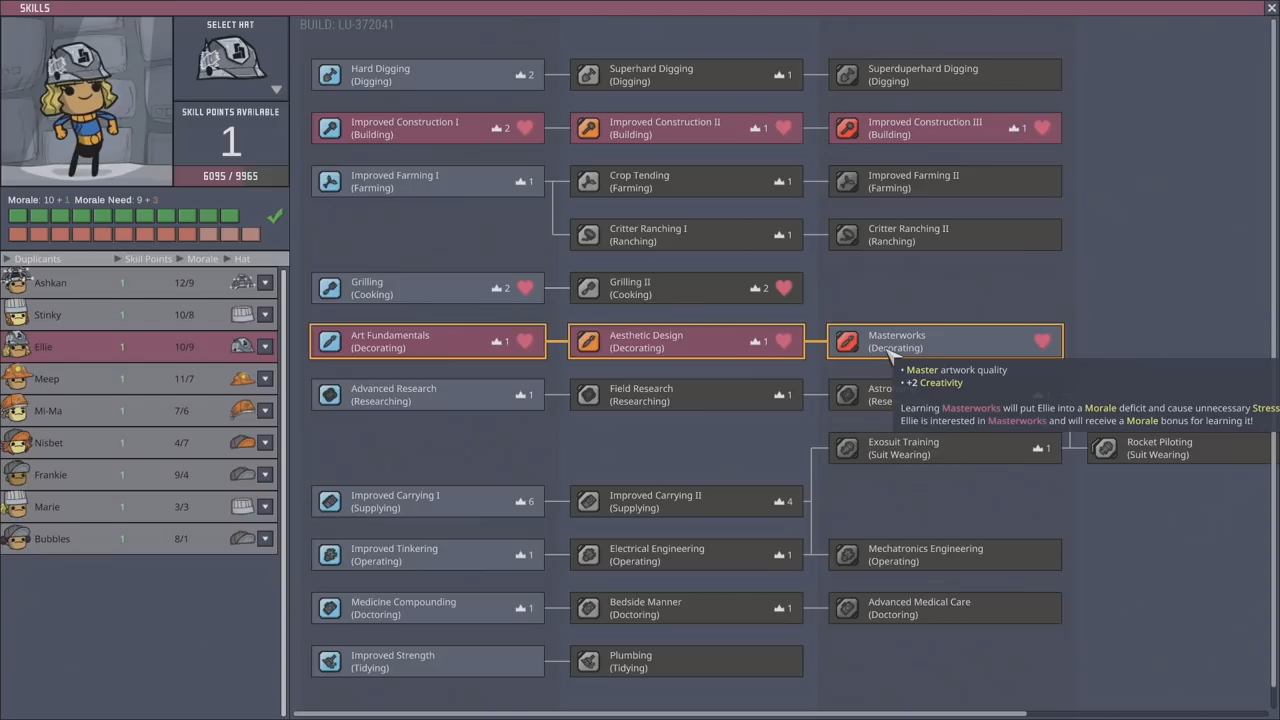 SKILLS
BUILD: LU-372041
SELECT HAT
SKILL POINTS AVAILABLE
1
6095 / 9965
Morale: 10 + 1 Morale Need: 9 + 3
Duplicants Skill Points Morale Hat
Ashkan 1 12/9
Stinky 1 10/8
Ellie 1 10/9
Meep 1 11/7
Mi-Ma 1 7/6
Nisbet 1 4/7
Frankie 1 9/4
Marie 1 3/3
Bubbles 1 8/1
Hard Digging
(Digging)
2
Superhard Digging
(Digging)
1
Superduperhard Digging
(Digging)
Improved Construction I
(Building)
2
Improved Construction II
(Building)
1
Improved Construction III
(Building)
1
Improved Farming I
(Farming)
1
Crop Tending
(Farming)
1
Improved Farming II
(Farming)
Critter Ranching I
(Ranching)
1
Critter Ranching II
(Ranching)
Grilling
(Cooking)
2
Grilling II
(Cooking)
2
Art Fundamentals
(Decorating)
1
Aesthetic Design
(Decorating)
1
Masterworks
(Decorating)
• Master artwork quality
• +2 Creativity
Learning Masterworks will put Ellie into a Morale deficit and cause unnecessary Stress
Ellie is interested in Masterworks and will receive a Morale bonus for learning it!
Advanced Research
(Researching)
1
Field Research
(Researching)
1
Astro
(Rese
Exosuit Training
(Suit Wearing)
1
Rocket Piloting
(Suit Wearing)
Improved Carrying I
(Supplying)
6
Improved Carrying II
(Supplying)
4
Improved Tinkering
(Operating)
1
Electrical Engineering
(Operating)
1
Mechatronics Engineering
(Operating)
Medicine Compounding
(Doctoring)
1
Bedside Manner
(Doctoring)
1
Advanced Medical Care
(Doctoring)
Improved Strength
(Tidying)
Plumbing
(Tidying)